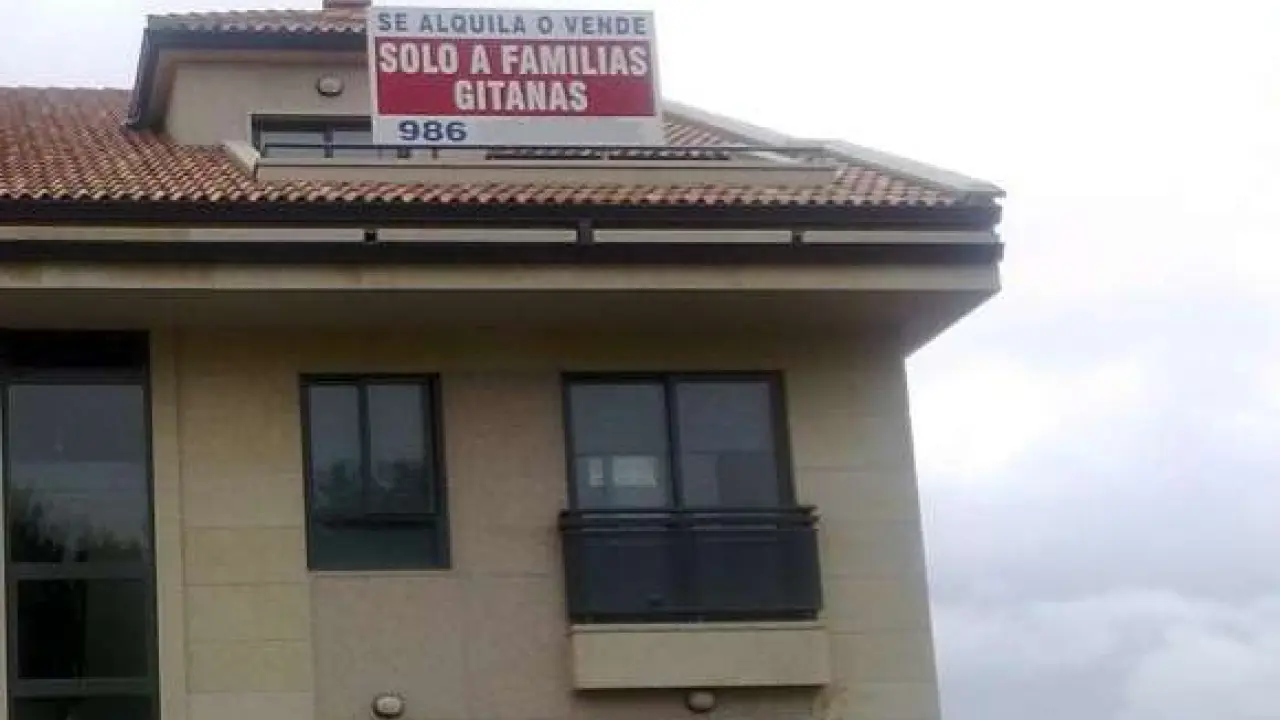 SE ALQUILA O VENDE
SOLO A FAMILIAS
GITANAS
986